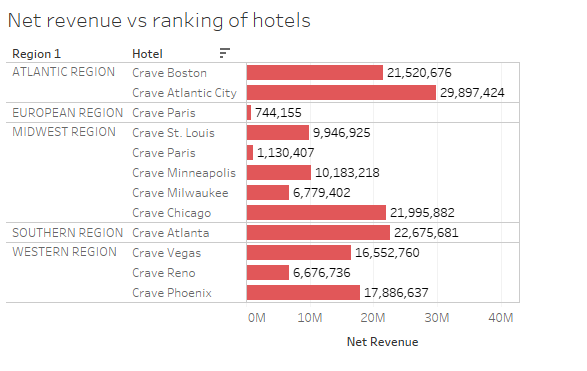 Net revenue vs ranking of hotels
Region 1 Hotel
ATLANTIC REGION Crave Boston 21,520,676
Crave Atlantic City 29,897,424
EUROPEAN REGION Crave Paris 744,155
MIDWEST REGION Crave St. Louis 9,946,925
Crave Paris 1,130,407
Crave Minneapolis 10,183,218
Crave Milwaukee 6,779,402
Crave Chicago 21,995,882
SOUTHERN REGION Crave Atlanta 22,675,681
WESTERN REGION Crave Vegas 16,552,760
Crave Reno 6,676,736
Crave Phoenix 17,886,637
0M 10M 20M 30M 40M
Net Revenue